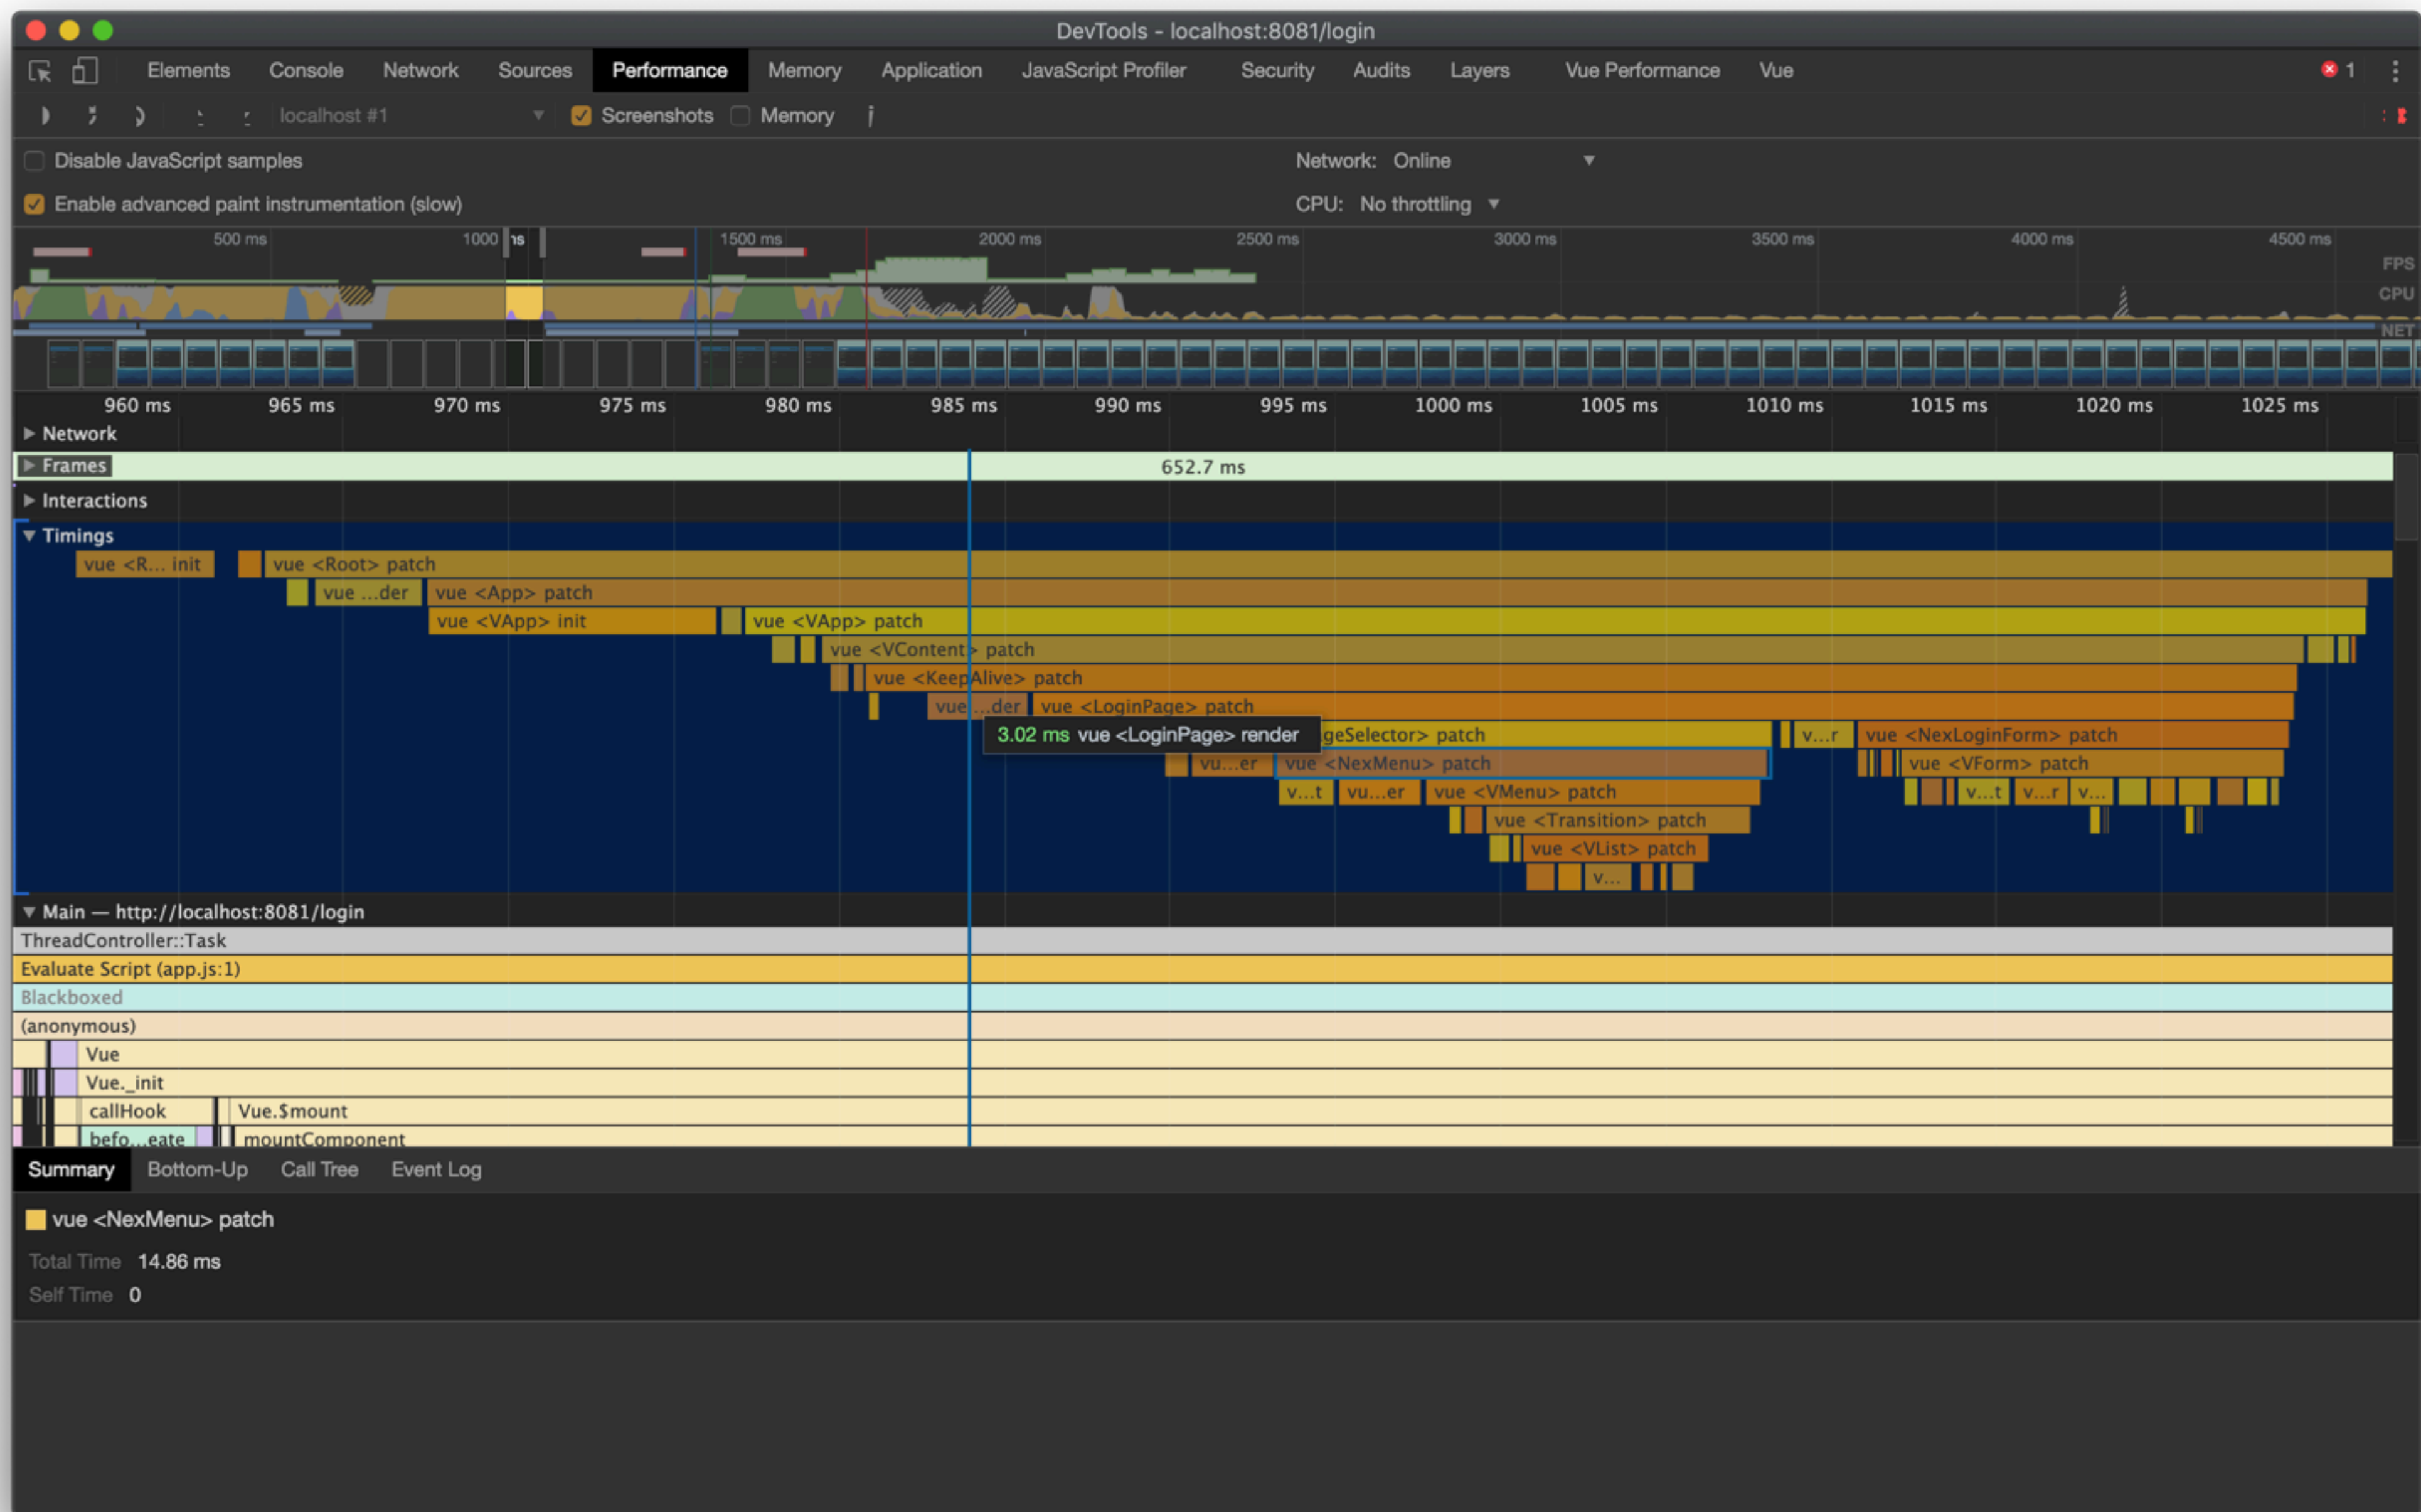 DevTools - localhost:8081/login
Elements Console Network Sources Performance Memory Application JavaScript Profiler Security Audits Layers Vue Performance Vue 1
localhost #1 Screenshots Memory
Disable JavaScript samples Network: Online
Enable advanced paint instrumentation (slow) CPU: No throttling
500 ms 1000 ns 1500 ms 2000 ms 2500 ms 3000 ms 3500 ms 4000 ms 4500 ms
FPS
CPU
NET
960 ms 965 ms 970 ms 975 ms 980 ms 985 ms 990 ms 995 ms 1000 ms 1005 ms 1010 ms 1015 ms 1020 ms 1025 ms
Network
Frames 652.7 ms
Interactions
Timings
vue <R... init vue <Root> patch
vue ...der vue <App> patch
vue <VApp> init vue <VApp> patch
vue <VContent> patch
vue <KeepAlive> patch
vue ...der vue <LoginPage> patch
3.02 ms vue <LoginPage> render geSelector> patch v...r vue <NexLoginForm> patch
vu...er vue <NexMenu> patch vue <VForm> patch
v...t vu...er vue <VMenu> patch v...t v...r v...
vue <Transition> patch
vue <VList> patch
v...
Main — http://localhost:8081/login
ThreadController::Task
Evaluate Script (app.js:1)
Blackboxed
(anonymous)
Vue
Vue._init
callHook Vue.$mount
befo...eate mountComponent
Summary Bottom-Up Call Tree Event Log
vue <NexMenu> patch
Total Time 14.86 ms
Self Time 0